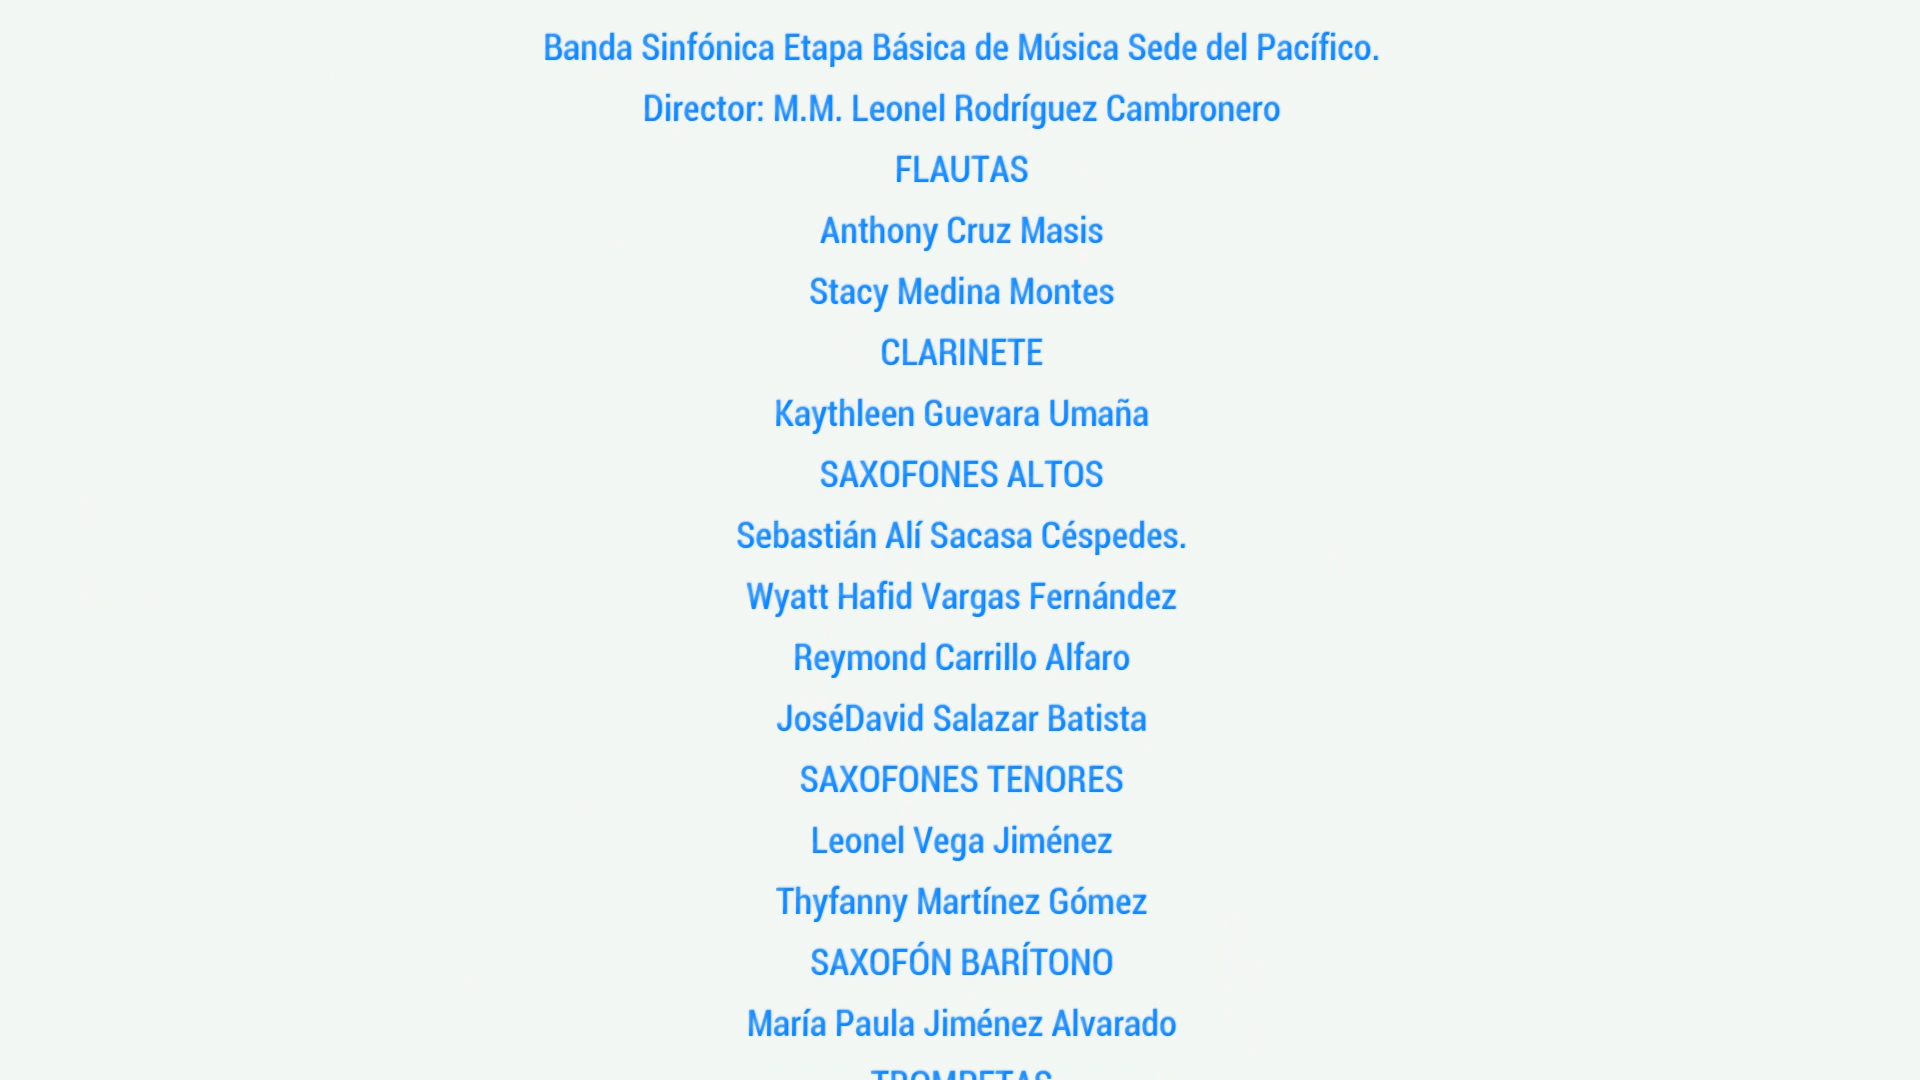 Banda Sinfónica Etapa Básica de Música Sede del Pacífico.
Director: M.M. Leonel Rodríguez Cambronero
FLAUTAS
Anthony Cruz Masis
Stacy Medina Montes
CLARINETE
Kaythleen Guevara Umaña
SAXOFONES ALTOS
Sebastián Alí Sacasa Céspedes.
Wyatt Hafid Vargas Fernández
Reymond Carrillo Alfaro
JoséDavid Salazar Batista
SAXOFONES TENORES
Leonel Vega Jiménez
Thyfanny Martínez Gómez
SAXOFÓN BARÍTONO
María Paula Jiménez Alvarado
TROMPETAS